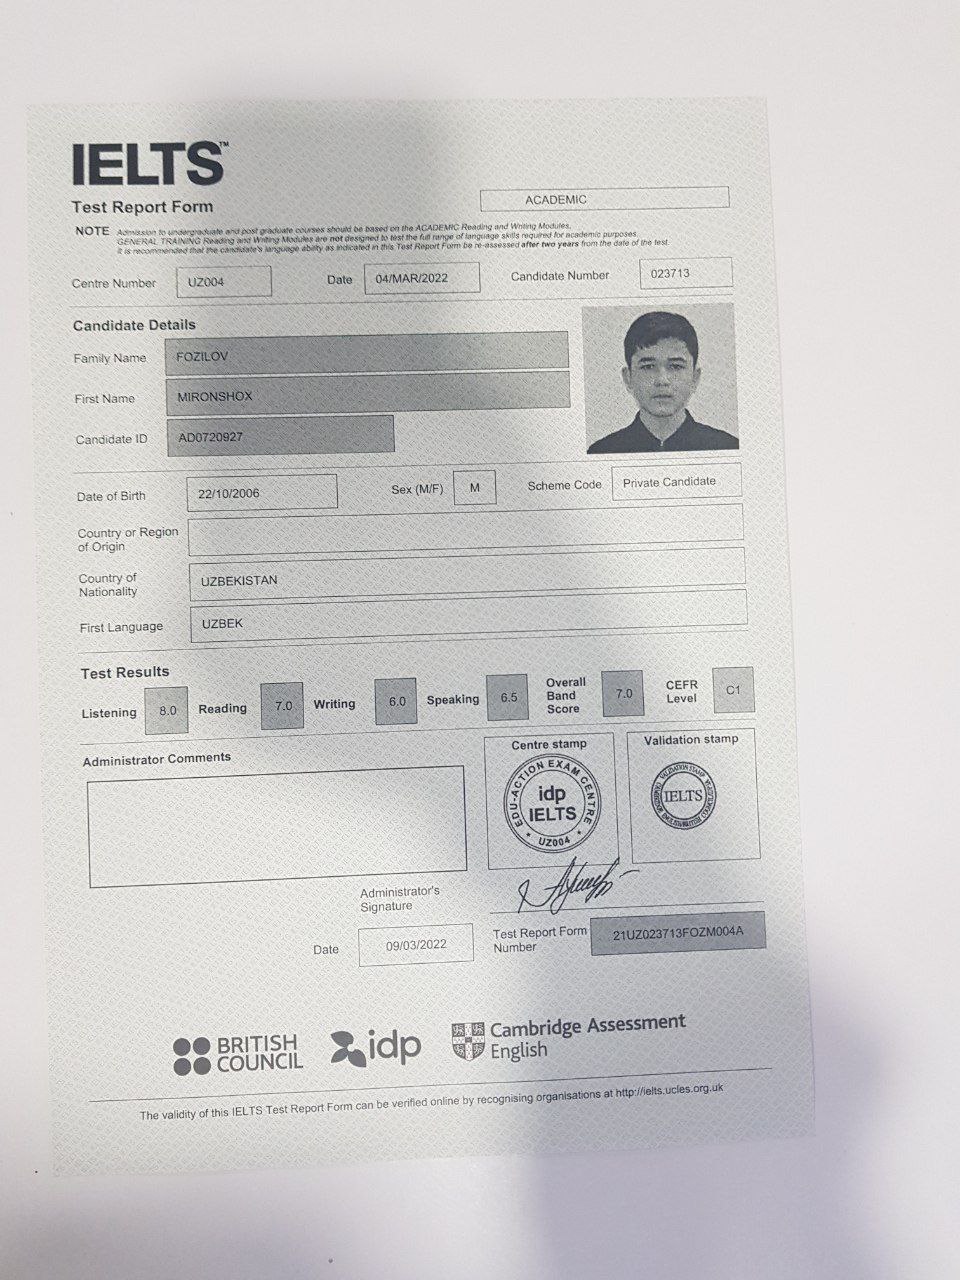 IELTS™
Test Report Form
ACADEMIC
NOTE Admission to undergraduate and post graduate courses should be based on the ACADEMIC Reading and Writing Modules.
GENERAL TRAINING Reading and Writing Modules are not designed to test the full range of language skills required for academic purposes.
It is recommended that the candidate's language ability as indicated in this Test Report Form be re-assessed after two years from the date of the test.
Centre Number UZ004 Date 04/MAR/2022 Candidate Number 023713
Candidate Details
Family Name FOZILOV
First Name MIRONSHOX
Candidate ID AD0720927
Date of Birth 22/10/2006 Sex (M/F) M Scheme Code Private Candidate
Country or Region
of Origin
Country of
Nationality UZBEKISTAN
First Language UZBEK
Test Results
Listening 8.0 Reading 7.0 Writing 6.0 Speaking 6.5 Overall Band Score 7.0 CEFR Level C1
Administrator Comments
Centre stamp
EDU-ACTION EXAM CENTRE
idp
IELTS
UZ004
Validation stamp
VALIDATION STAMP
IELTS
Administrator's
Signature
Date 09/03/2022
Test Report Form
Number 21UZ023713FOZM004A
BRITISH
COUNCIL
idp
Cambridge Assessment
English
The validity of this IELTS Test Report Form can be verified online by recognising organisations at http://ielts.ucles.org.uk